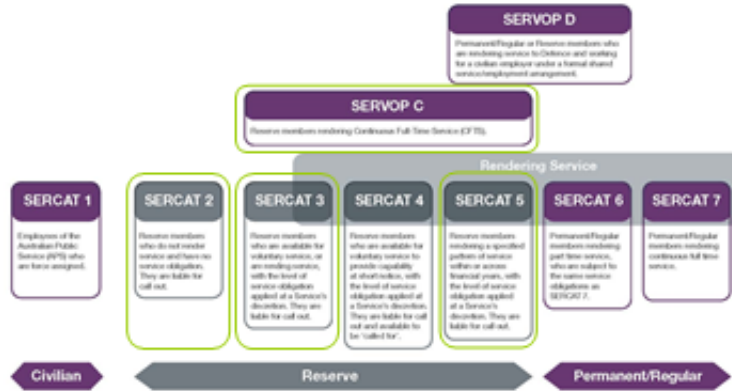 SERVOP D
Permanent/Regular or Reserve members who
are rendering service to Defence and working
for a civilian employer under a formal shared
service/employment arrangement.
SERVOP C
Reserve members rendering Continuous Full-Time Service (CFTS).
Rendering Service
SERCAT 1
Employees of the
Australian Public
Service (APS) who
are force assigned.
SERCAT 2
Reserve members
who do not render
service and have no
service obligation.
They are liable for
call out.
SERCAT 3
Reserve members
who are available for
voluntary service, or
are rendering service,
with the level of
service obligation
applied at a Service's
discretion. They are
liable for call out.
SERCAT 4
Reserve members
who are available for
voluntary service to
provide capability
at short notice, with
the level of service
obligation applied at
a Service's discretion.
They are liable for call
out and available to
be 'called for'.
SERCAT 5
Reserve members
rendering a specified
pattern of service
within or across
financial years, with
the level of service
obligation applied
at a Service's
discretion. They are
liable for call out.
SERCAT 6
Permanent/Regular
members rendering
part time service,
who are subject to
the same service
obligations as
SERCAT 7.
SERCAT 7
Permanent/Regular
members rendering
continuous full time
service.
Civilian
Reserve
Permanent/Regular